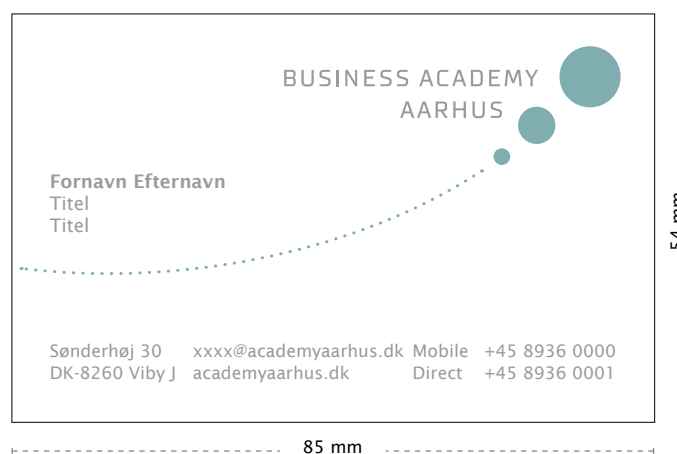 BUSINESS ACADEMY
AARHUS
Fornavn Efternavn
Titel
Titel
Sønderhøj 30 xxxx@academyaarhus.dk Mobile +45 8936 0000
DK-8260 Viby J academyaarhus.dk Direct +45 8936 0001
54 mm
85 mm